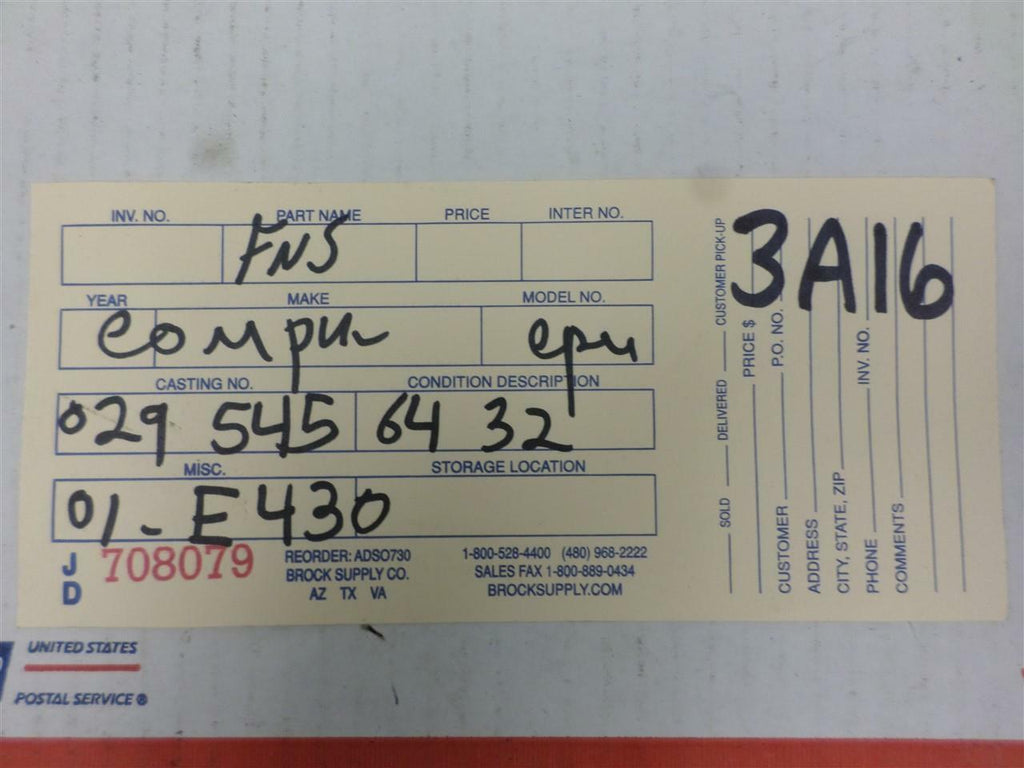 INV. NO. PART NAME PRICE INTER NO.
FNS
YEAR MAKE MODEL NO.
compu epu
CASTING NO. CONDITION DESCRIPTION
029 545 64 32
MISC. STORAGE LOCATION
01 - E430
JD 708079
REORDER: ADSO730
BROCK SUPPLY CO.
AZ TX VA
1-800-528-4400 (480) 968-2222
SALES FAX 1-800-889-0434
BROCKSUPPLY.COM
3A16
SOLD DELIVERED CUSTOMER PICK-UP
PRICE $
CUSTOMER P.O. NO.
ADDRESS
CITY, STATE, ZIP
PHONE INV. NO.
COMMENTS
UNITED STATES
POSTAL SERVICE ®